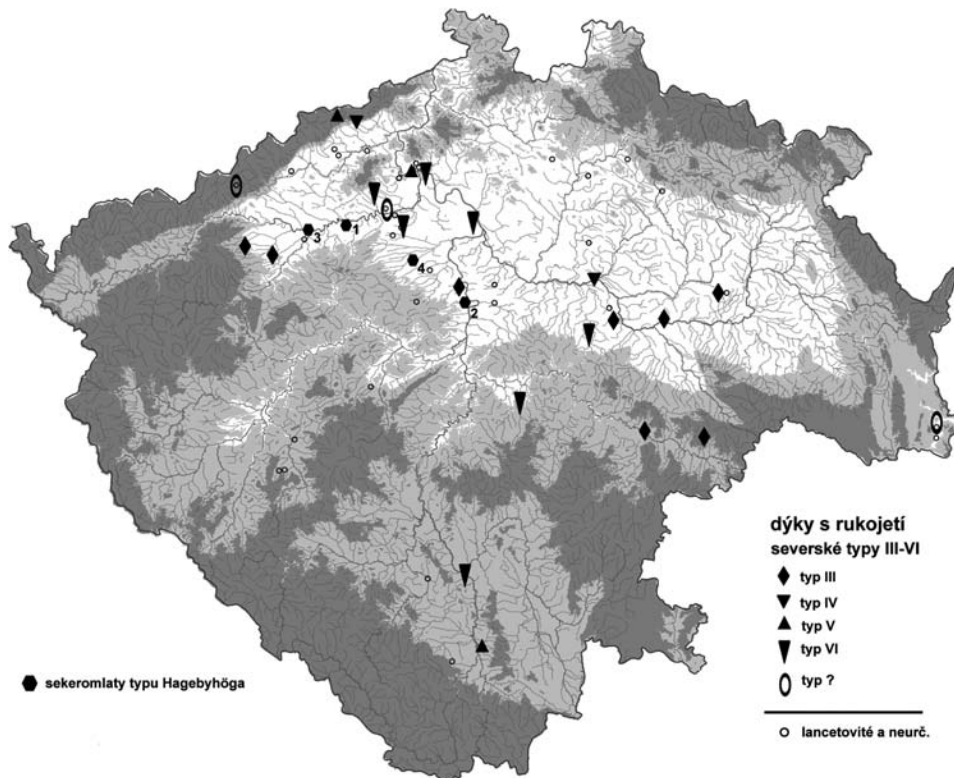 1
3
4
2
dýky s rukojetí
severské typy III-VI
typ III
typ IV
typ V
typ VI
typ ?
lancetovité a neurč.
sekeromlaty typu Hagebyhöga